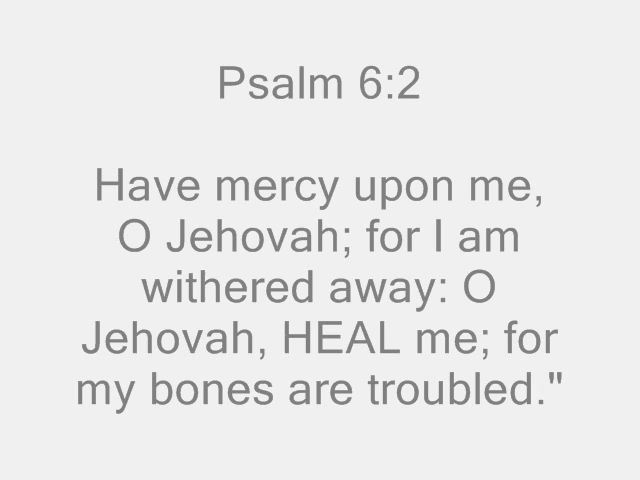 Psalm 6:2
Have mercy upon me,
O Jehovah; for I am
withered away: O
Jehovah, HEAL me; for
my bones are troubled."